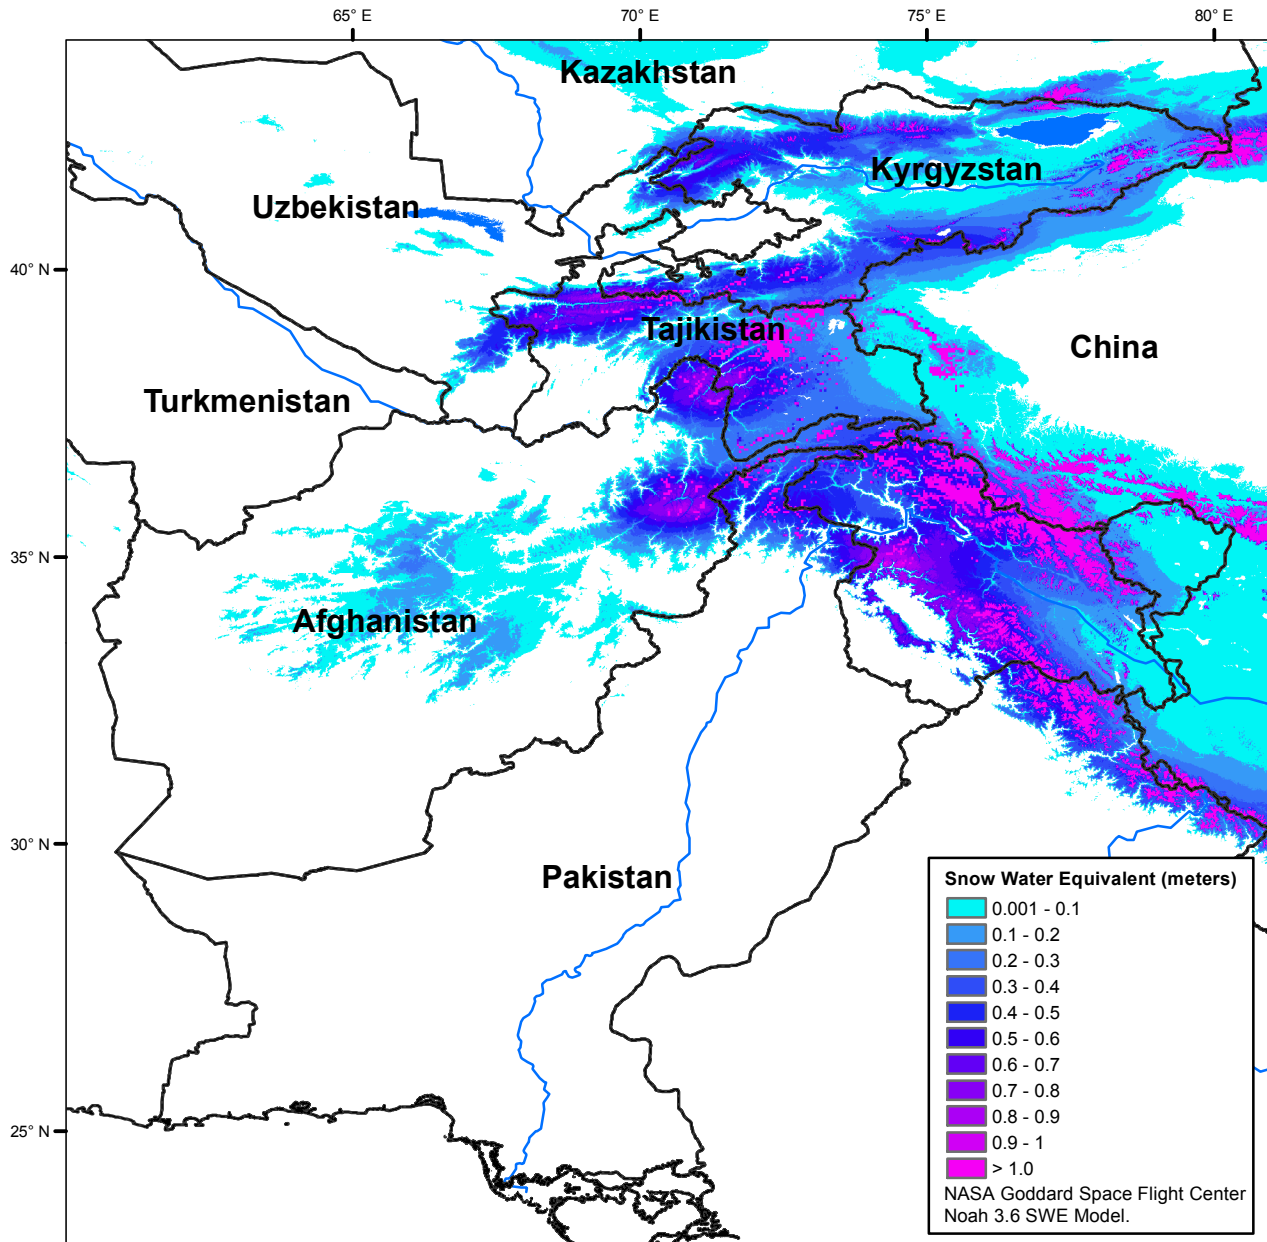 65° E
70° E
75° E
80° E
Kazakhstan
Kyrgyzstan
Uzbekistan
40° N
Tajikistan
China
Turkmenistan
35° N
Afghanistan
30° N
Pakistan
25° N
Snow Water Equivalent (meters)
0.001 - 0.1
0.1 - 0.2
0.2 - 0.3
0.3 - 0.4
0.4 - 0.5
0.5 - 0.6
0.6 - 0.7
0.7 - 0.8
0.8 - 0.9
0.9 - 1
> 1.0
NASA Goddard Space Flight Center
Noah 3.6 SWE Model.